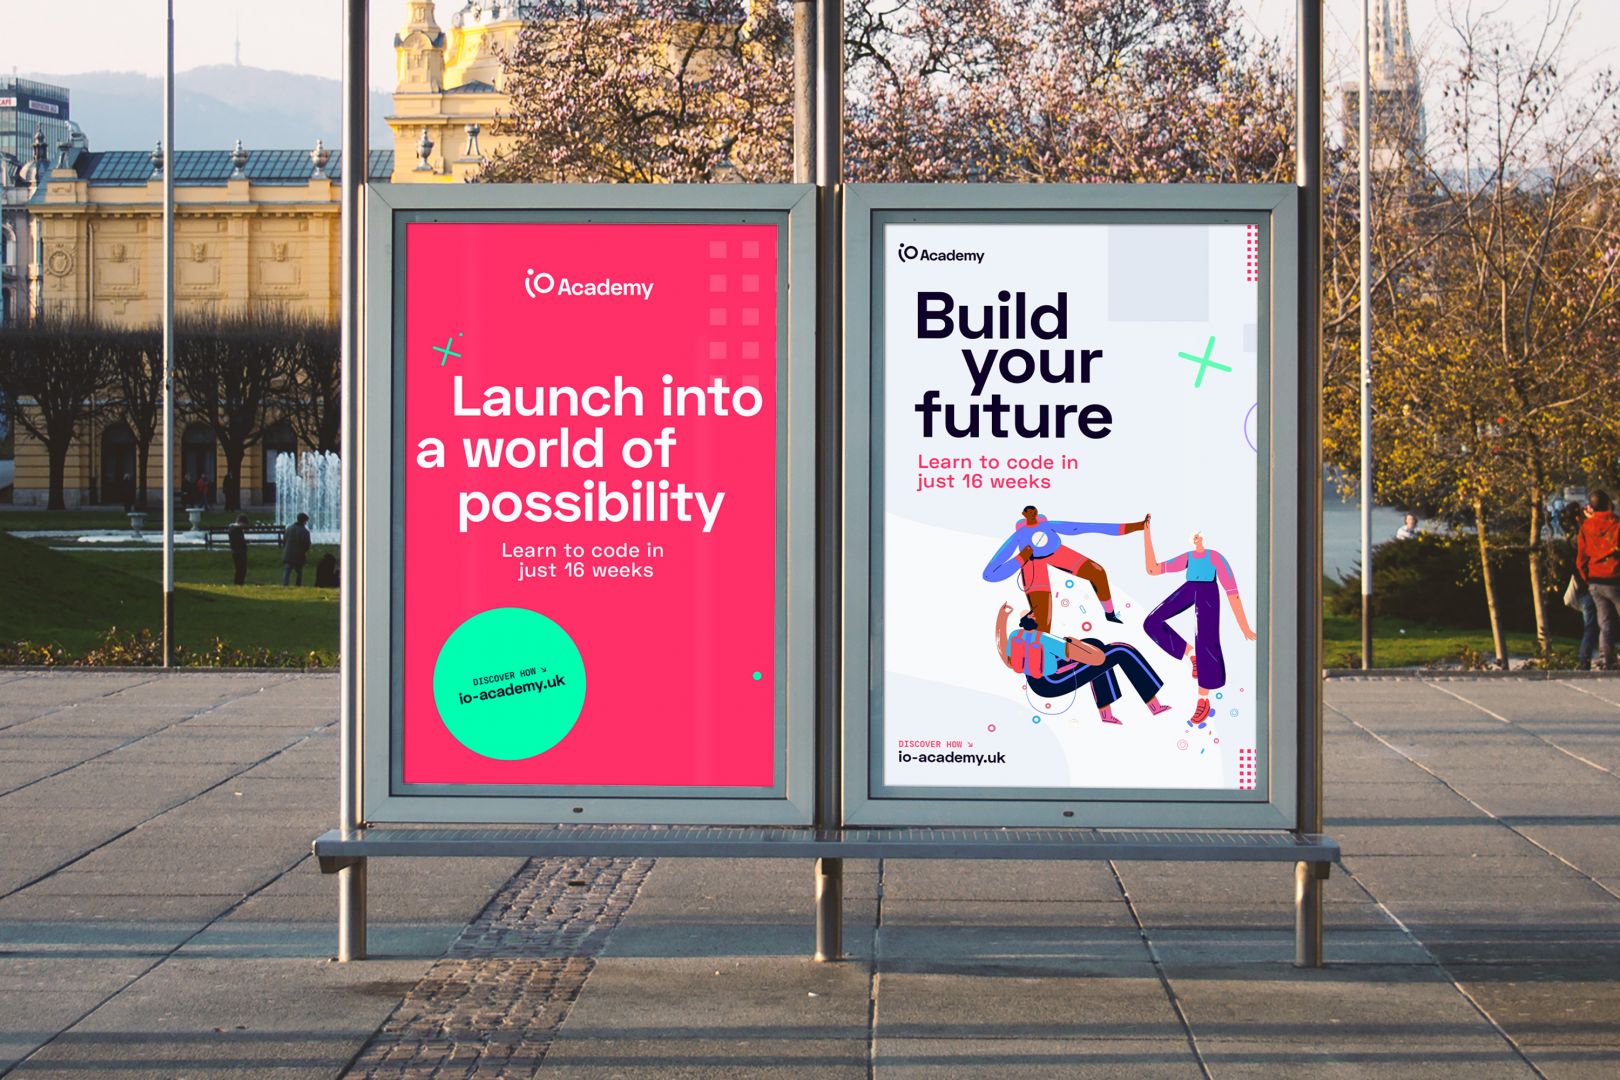 iO Academy
Launch into
a world of
possibility
Learn to code in
just 16 weeks
DISCOVER HOW ↘
io-academy.uk
iO Academy
Build
your
future
Learn to code in
just 16 weeks
DISCOVER HOW ↘
io-academy.uk